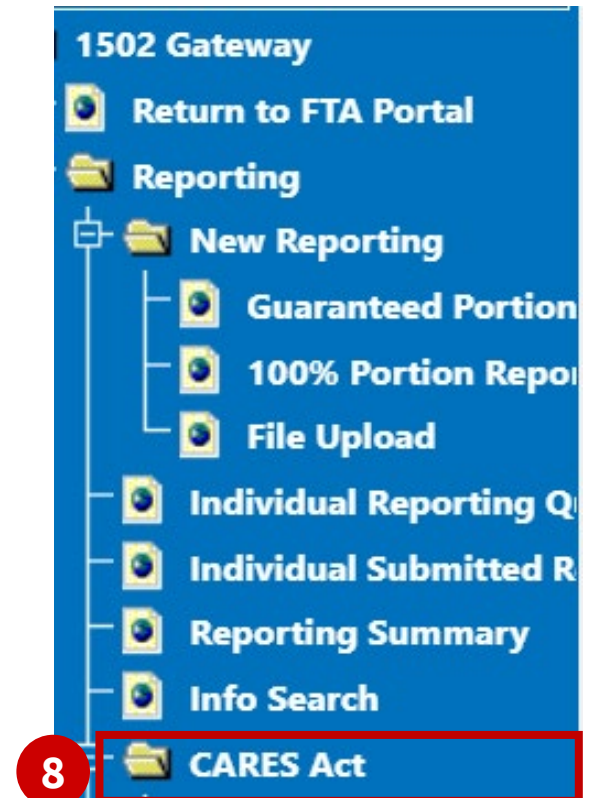 1502 Gateway
Return to FTA Portal
Reporting
New Reporting
Guaranteed Portion
100% Portion Repo
File Upload
Individual Reporting Q
Individual Submitted R
Reporting Summary
Info Search
8 CARES Act